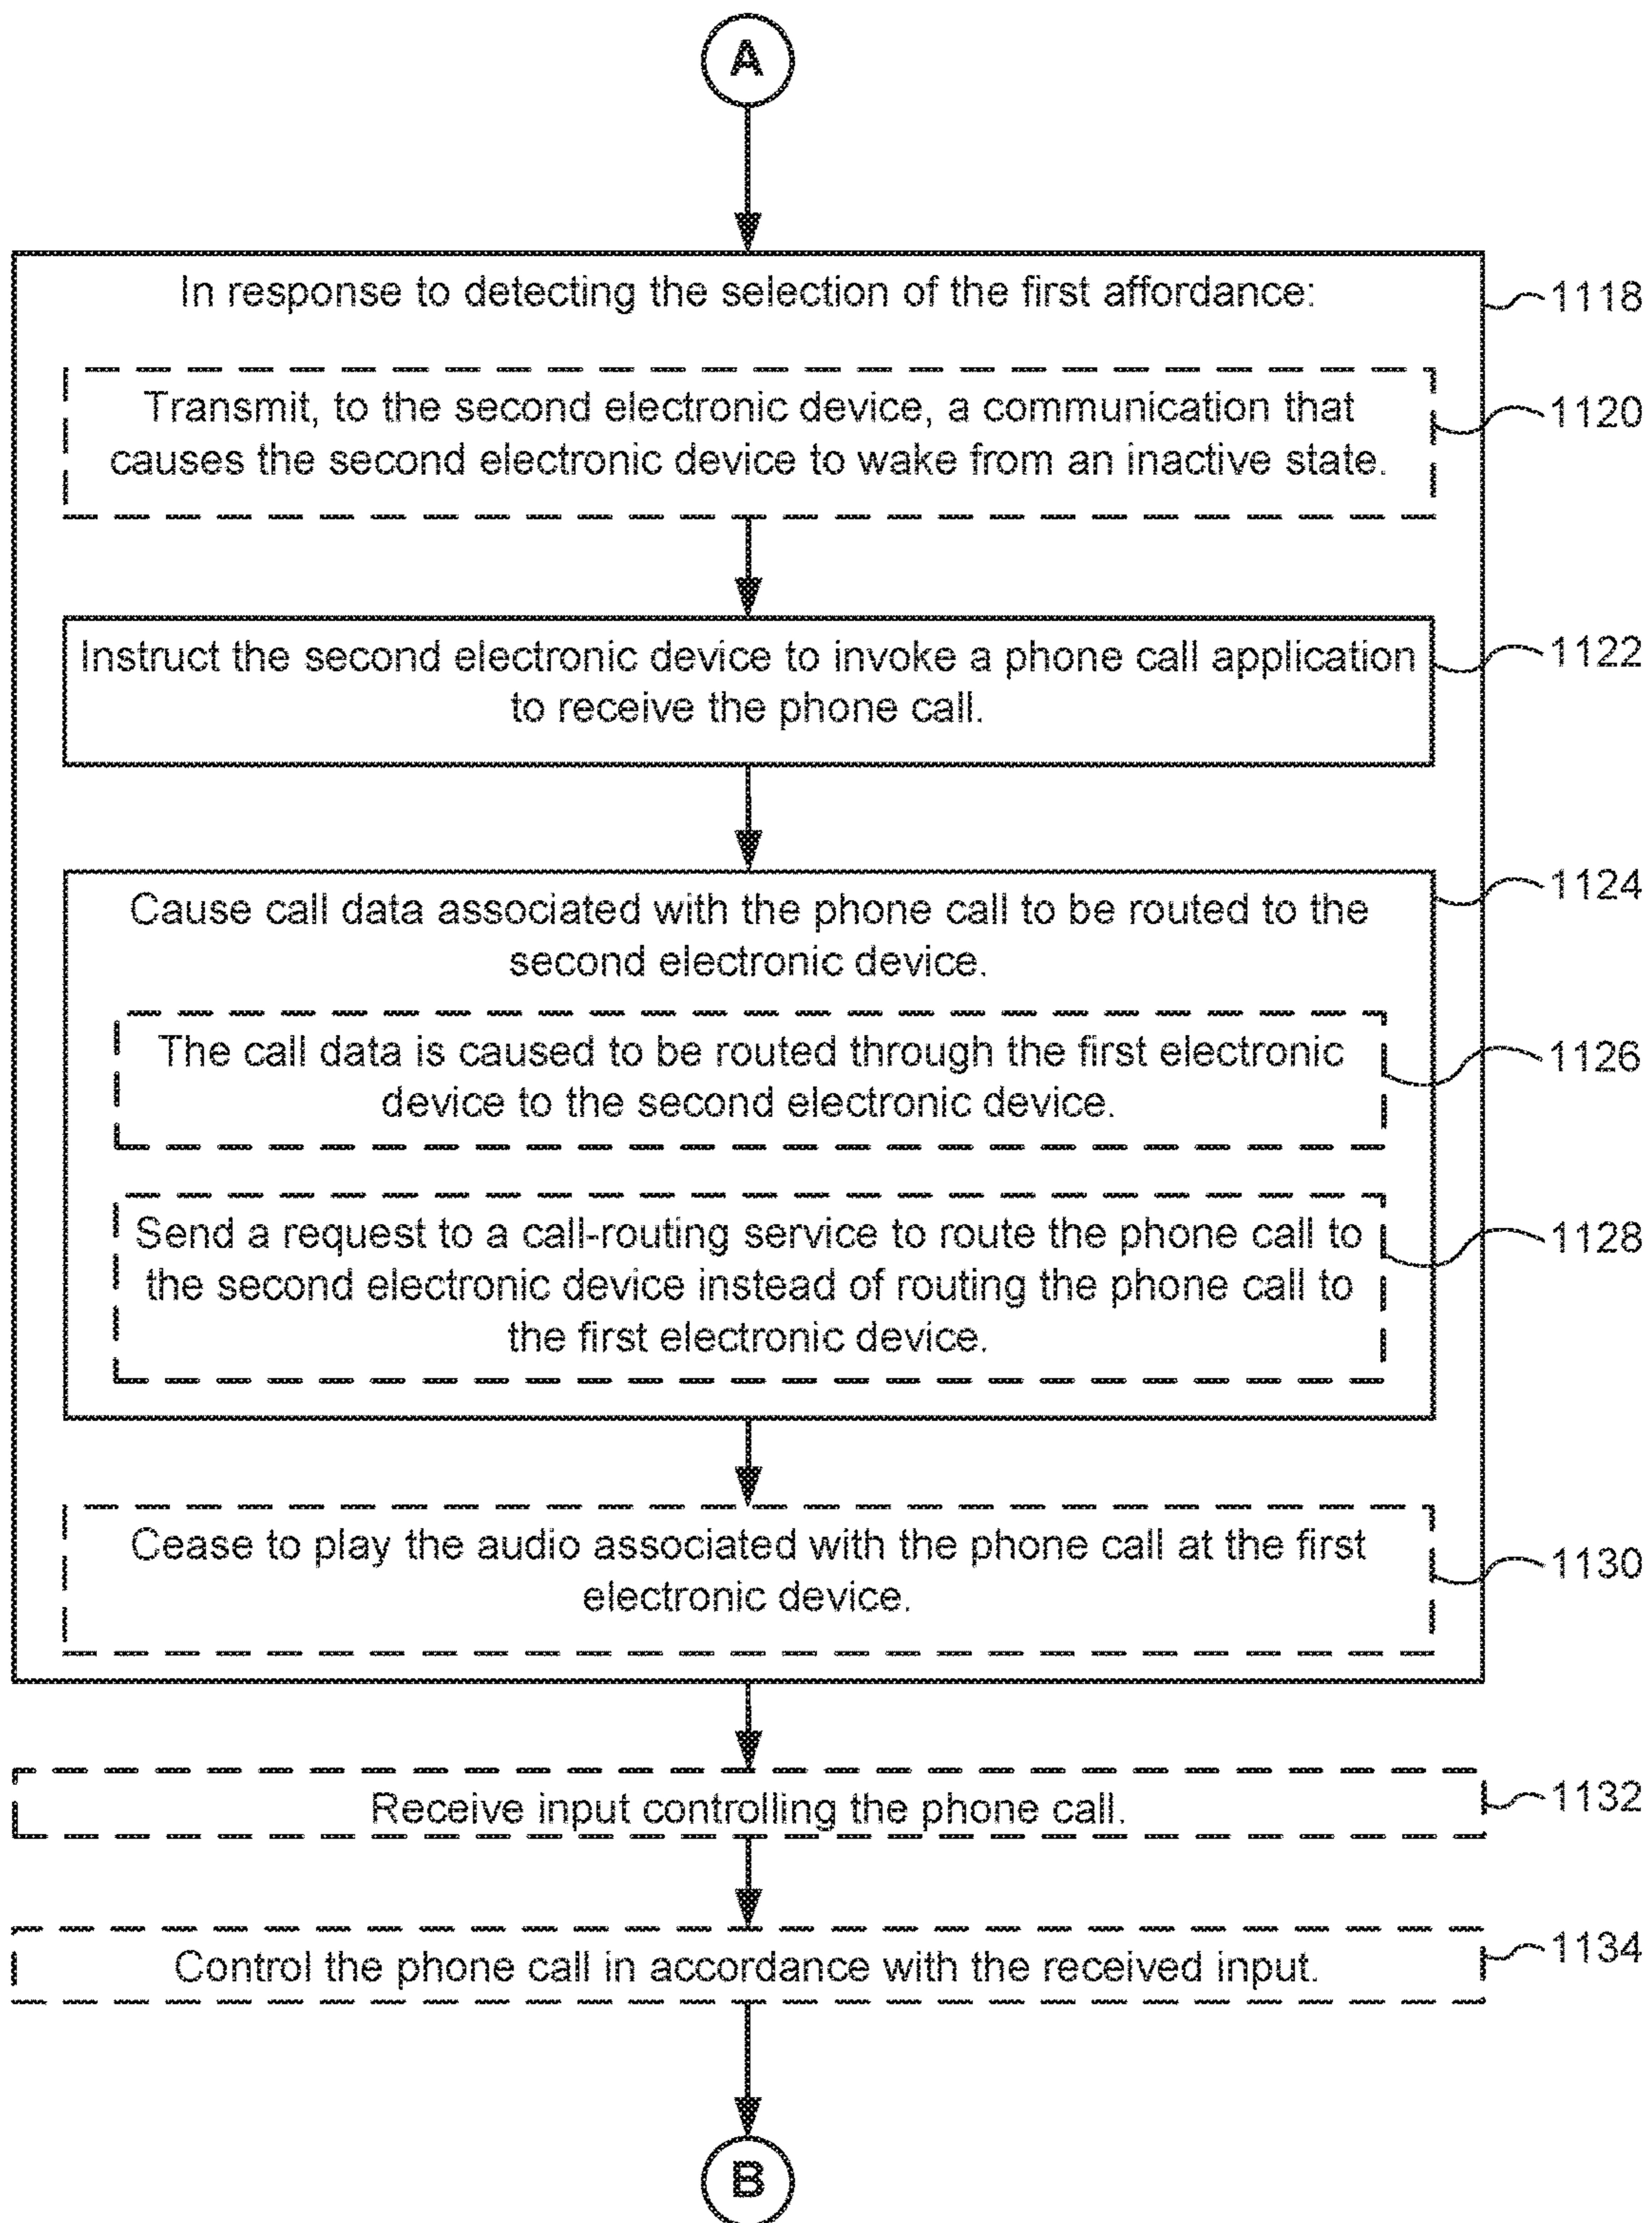 A
In response to detecting the selection of the first affordance:
1118
Transmit, to the second electronic device, a communication that
causes the second electronic device to wake from an inactive state.
1120
Instruct the second electronic device to invoke a phone call application
to receive the phone call.
1122
Cause call data associated with the phone call to be routed to the
second electronic device.
1124
The call data is caused to be routed through the first electronic
device to the second electronic device.
1126
Send a request to a call-routing service to route the phone call to
the second electronic device instead of routing the phone call to
the first electronic device.
1128
Cease to play the audio associated with the phone call at the first
electronic device.
1130
Receive input controlling the phone call.
1132
Control the phone call in accordance with the received input.
1134
B